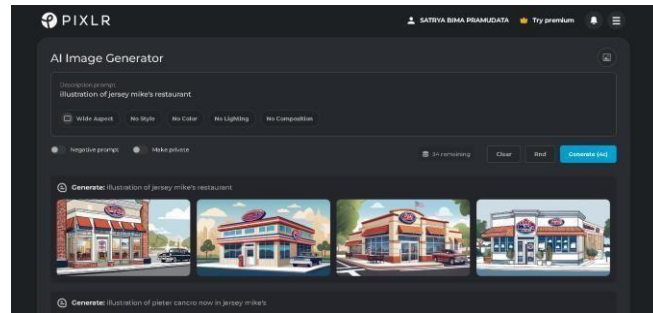 PIXLR
SATRYA BIMA PRAMUDATA
Try premium
AI Image Generator
Description prompt
illustration of jersey mike's restaurant
Wide Aspect No Style No Color No Lighting No Composition
Negative prompt Make private
34 remaining Clear Rnd Generate (4c)
Generate: illustration of jersey mike's restaurant
Generate: illustration of pieter cancro now in jersey mike's